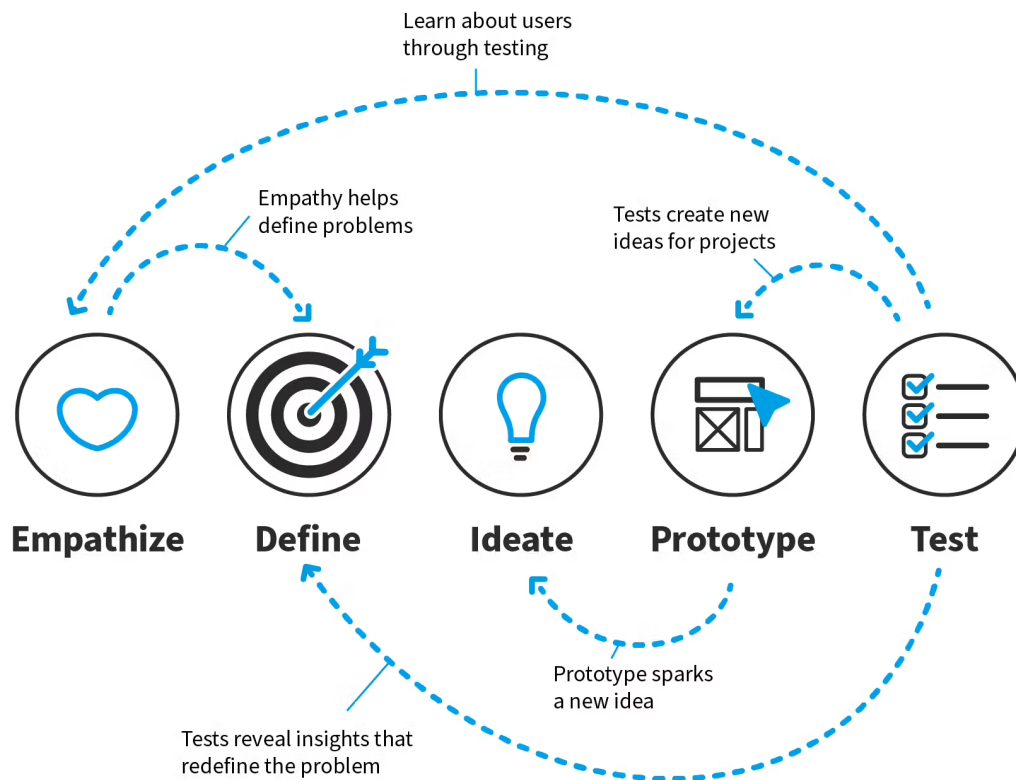 Learn about users
through testing
Empathy helps
define problems
Tests create new
ideas for projects
Empathize
Define
Ideate
Prototype
Test
Prototype sparks
a new idea
Tests reveal insights that
redefine the problem